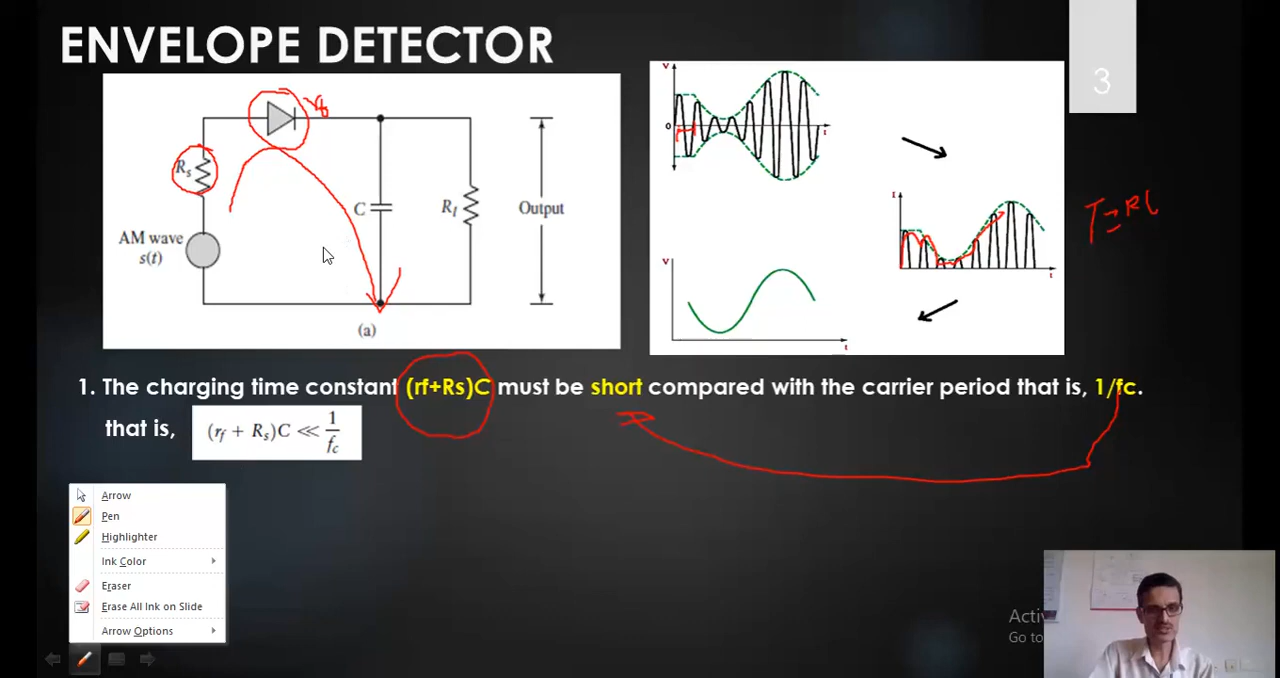 ENVELOPE DETECTOR
3
Rs
AM wave
s(t)
C
Rl
Output
(a)
V
0
t
I
t
V
t
T=RC
1. The charging time constant (rf+Rs)C must be short compared with the carrier period that is, 1/fc.
that is, (rf + Rs)C << 1/fc
Arrow
Pen
Highlighter
Ink Color
Eraser
Erase All Ink on Slide
Arrow Options
Go to